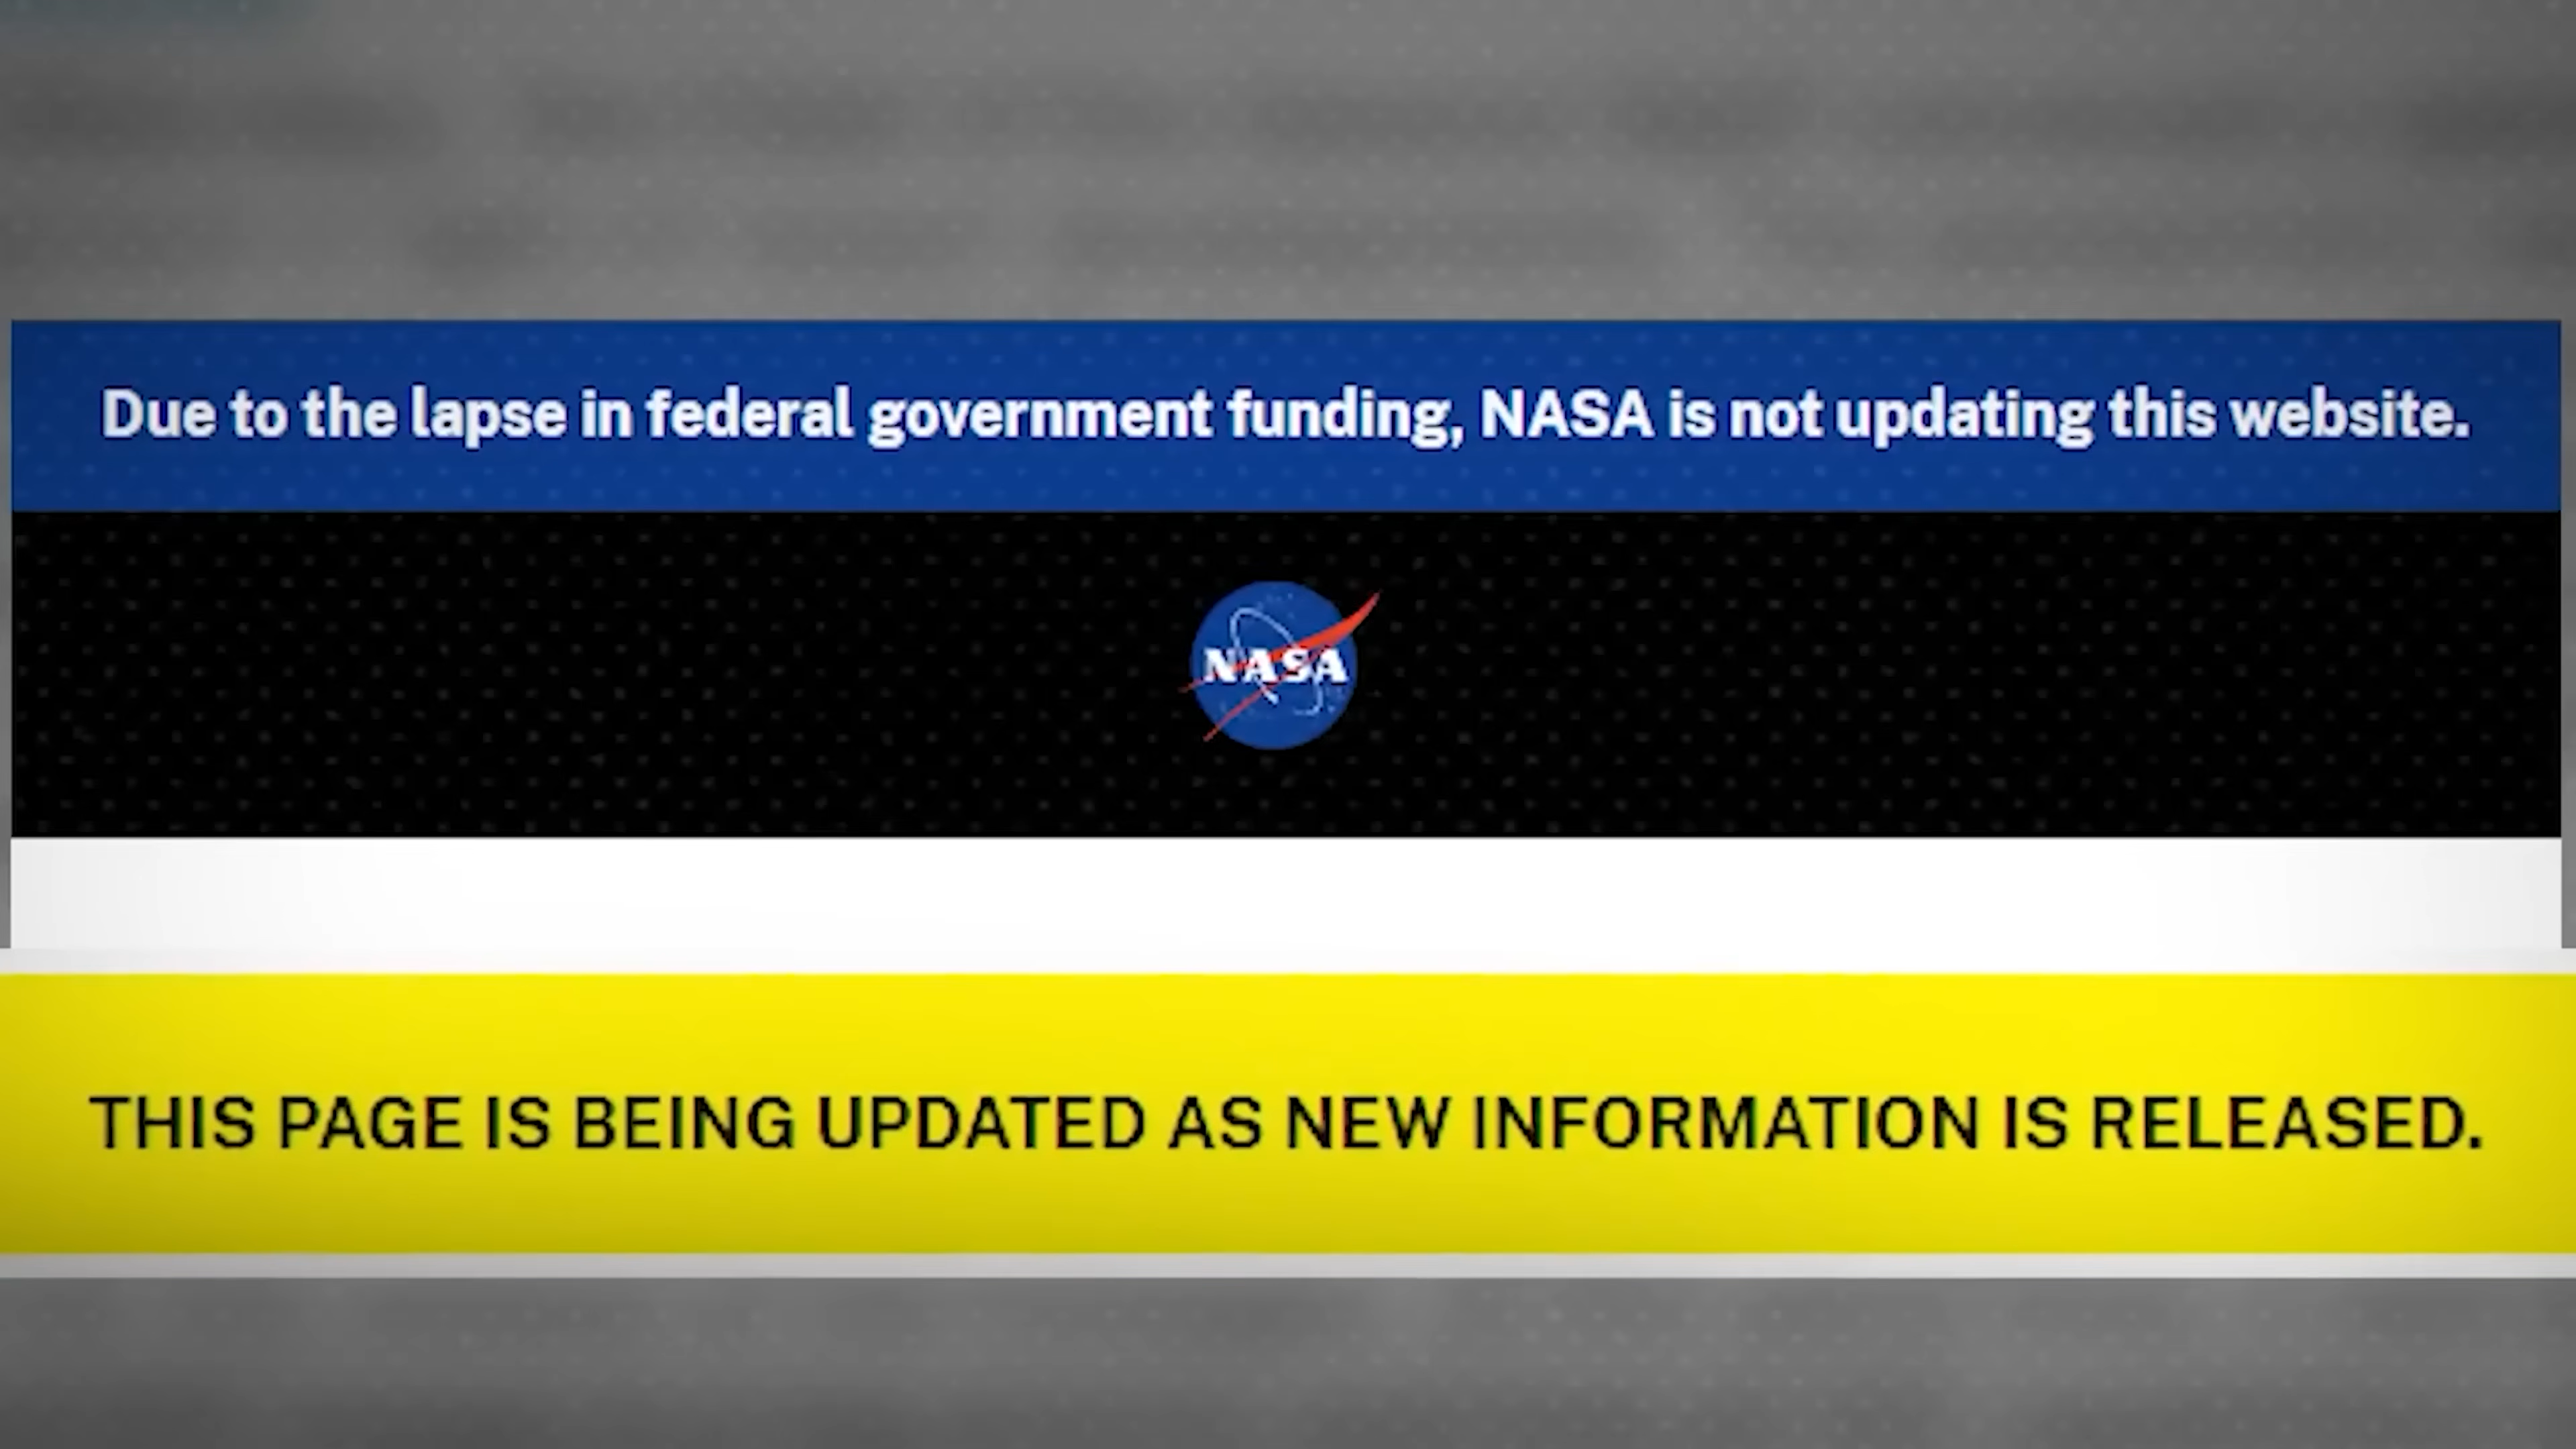 Due to the lapse in federal government funding, NASA is not updating this website.
NASA
THIS PAGE IS BEING UPDATED AS NEW INFORMATION IS RELEASED.